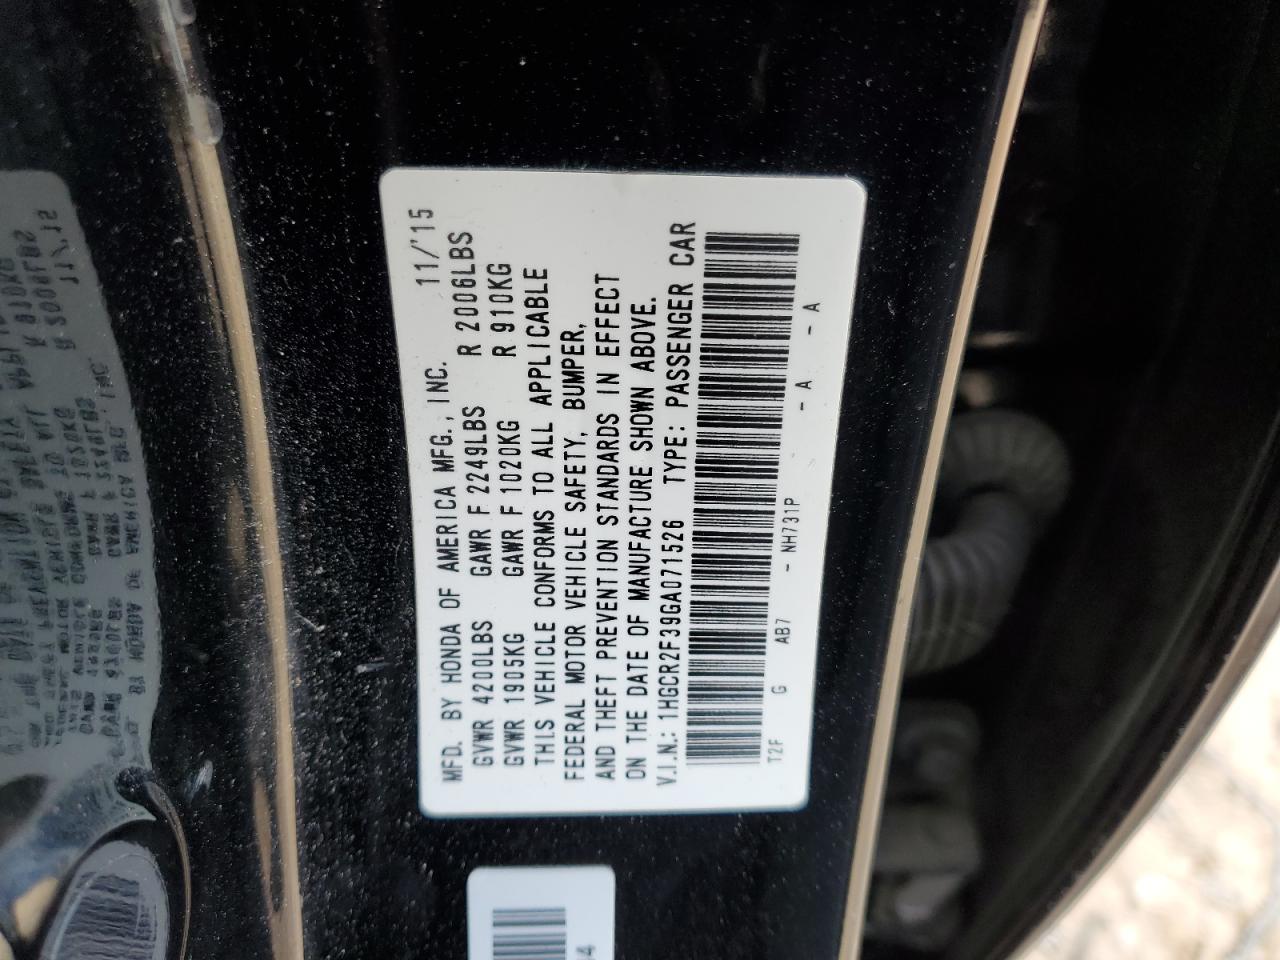 MFD. BY HONDA OF AMERICA MFG., INC. 11/'15
GVWR 4200LBS GAWR F 2249LBS R 2006LBS
GVWR 1905KG GAWR F 1020KG R 910KG
THIS VEHICLE CONFORMS TO ALL APPLICABLE
FEDERAL MOTOR VEHICLE SAFETY, BUMPER,
AND THEFT PREVENTION STANDARDS IN EFFECT
ON THE DATE OF MANUFACTURE SHOWN ABOVE.
V.I.N.: 1HGCR2F39GA071526 TYPE: PASSENGER CAR
T2F G AB7 - NH731P - A - A
4